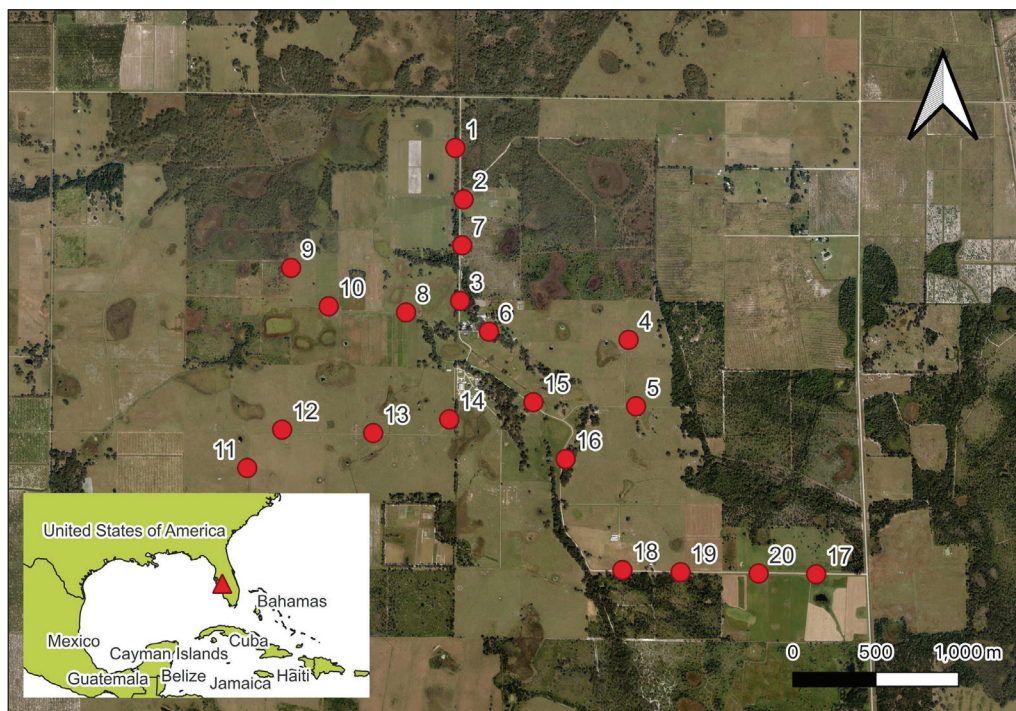 1
2
7
9
3
10
8
6
4
15
5
14
12
13
16
11
18
19
20
17
United States of America
Bahamas
Mexico
Cuba
Cayman Islands
Guatemala
Belize
Jamaica
Haiti
0 500 1,000 m